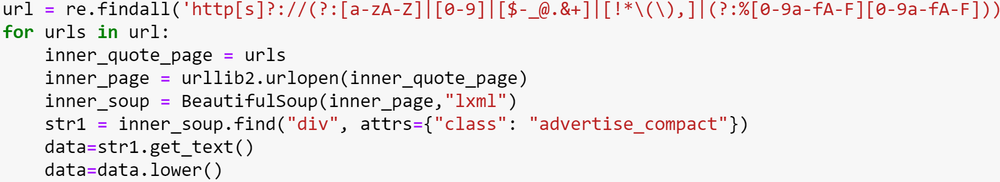 url = re.findall('http[s]?://(?:[a-zA-Z]|[0-9]|[$-_@.&+]|[!*\(\),]|(?:%[0-9a-fA-F][0-9a-fA-F]))
for urls in url:
    inner_quote_page = urls
    inner_page = urllib2.urlopen(inner_quote_page)
    inner_soup = BeautifulSoup(inner_page,"lxml")
    str1 = inner_soup.find("div", attrs={"class": "advertise_compact"})
    data=str1.get_text()
    data=data.lower()